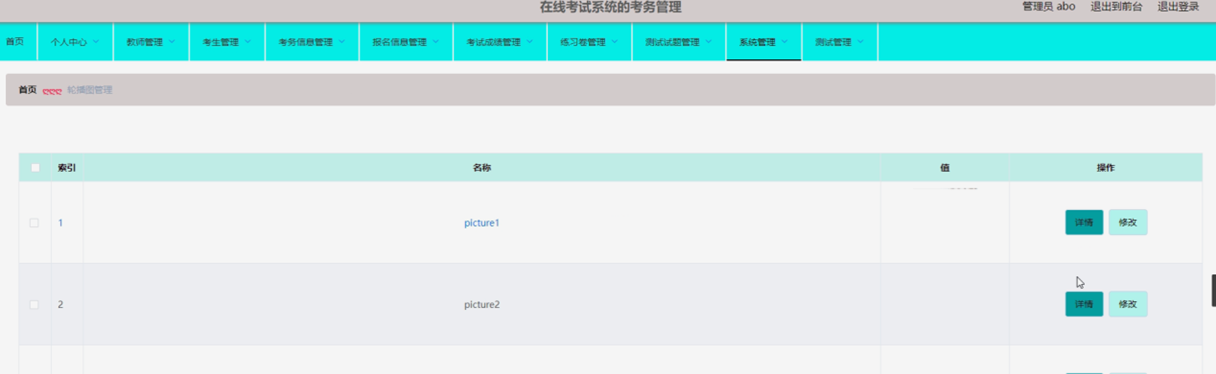 在线考试系统的考务管理
管理员 abo 退出到前台 退出登录
首页 个人中心 教师管理 考生管理 考务信息管理 报名信息管理 考试成绩管理 练习卷管理 测试试题管理 系统管理 测试管理
首页 轮播图管理
索引 名称 值 操作
1 picture1 详情 修改
2 picture2 详情 修改